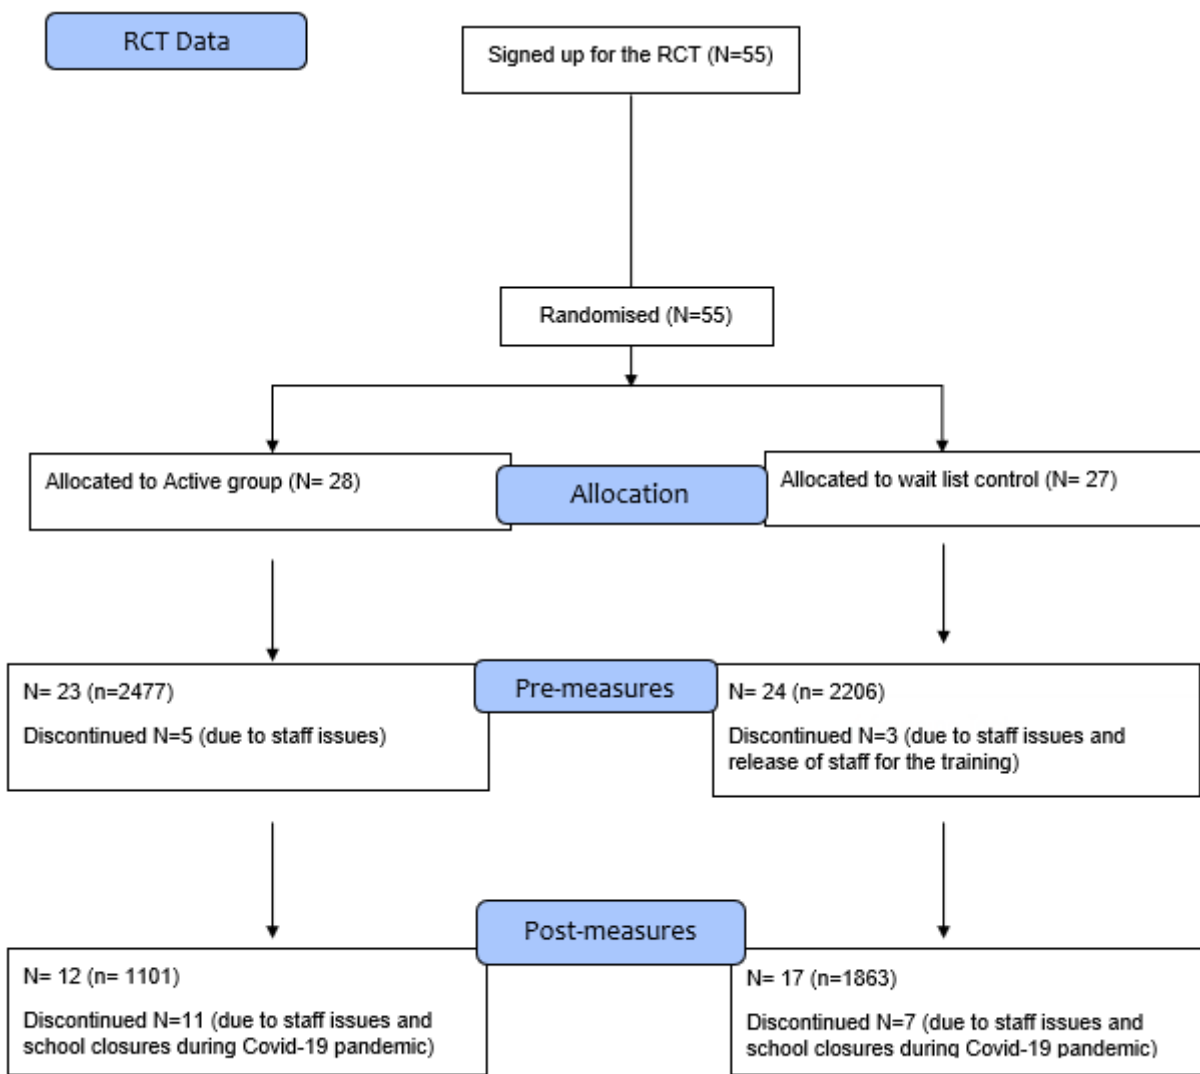 RCT Data
Signed up for the RCT (N=55)
Randomised (N=55)
Allocated to Active group (N= 28)
Allocation
Allocated to wait list control (N= 27)
N= 23 (n=2477)
Discontinued N=5 (due to staff issues)
Pre-measures
N= 24 (n= 2206)
Discontinued N=3 (due to staff issues and
release of staff for the training)
Post-measures
N= 12 (n= 1101)
Discontinued N=11 (due to staff issues and
school closures during Covid-19 pandemic)
N= 17 (n=1863)
Discontinued N=7 (due to staff issues and
school closures during Covid-19 pandemic)